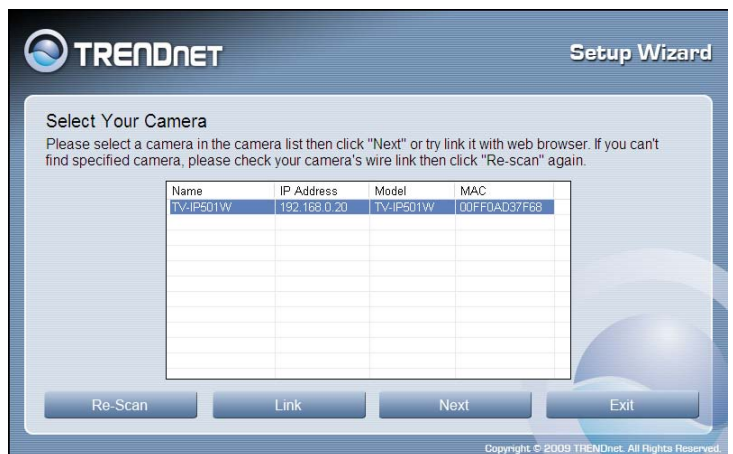 TRENDNET
Setup Wizard
Select Your Camera
Please select a camera in the camera list then click "Next" or try link it with web browser. If you can't
find specified camera, please check your camera's wire link then click "Re-scan" again.
Name IP Address Model MAC
TV-IP501W 192.168.0.20 TV-IP501W 00FF0AD37F68
Re-Scan Link Next Exit
Copyright © 2009 TRENDnet. All Rights Reserved.